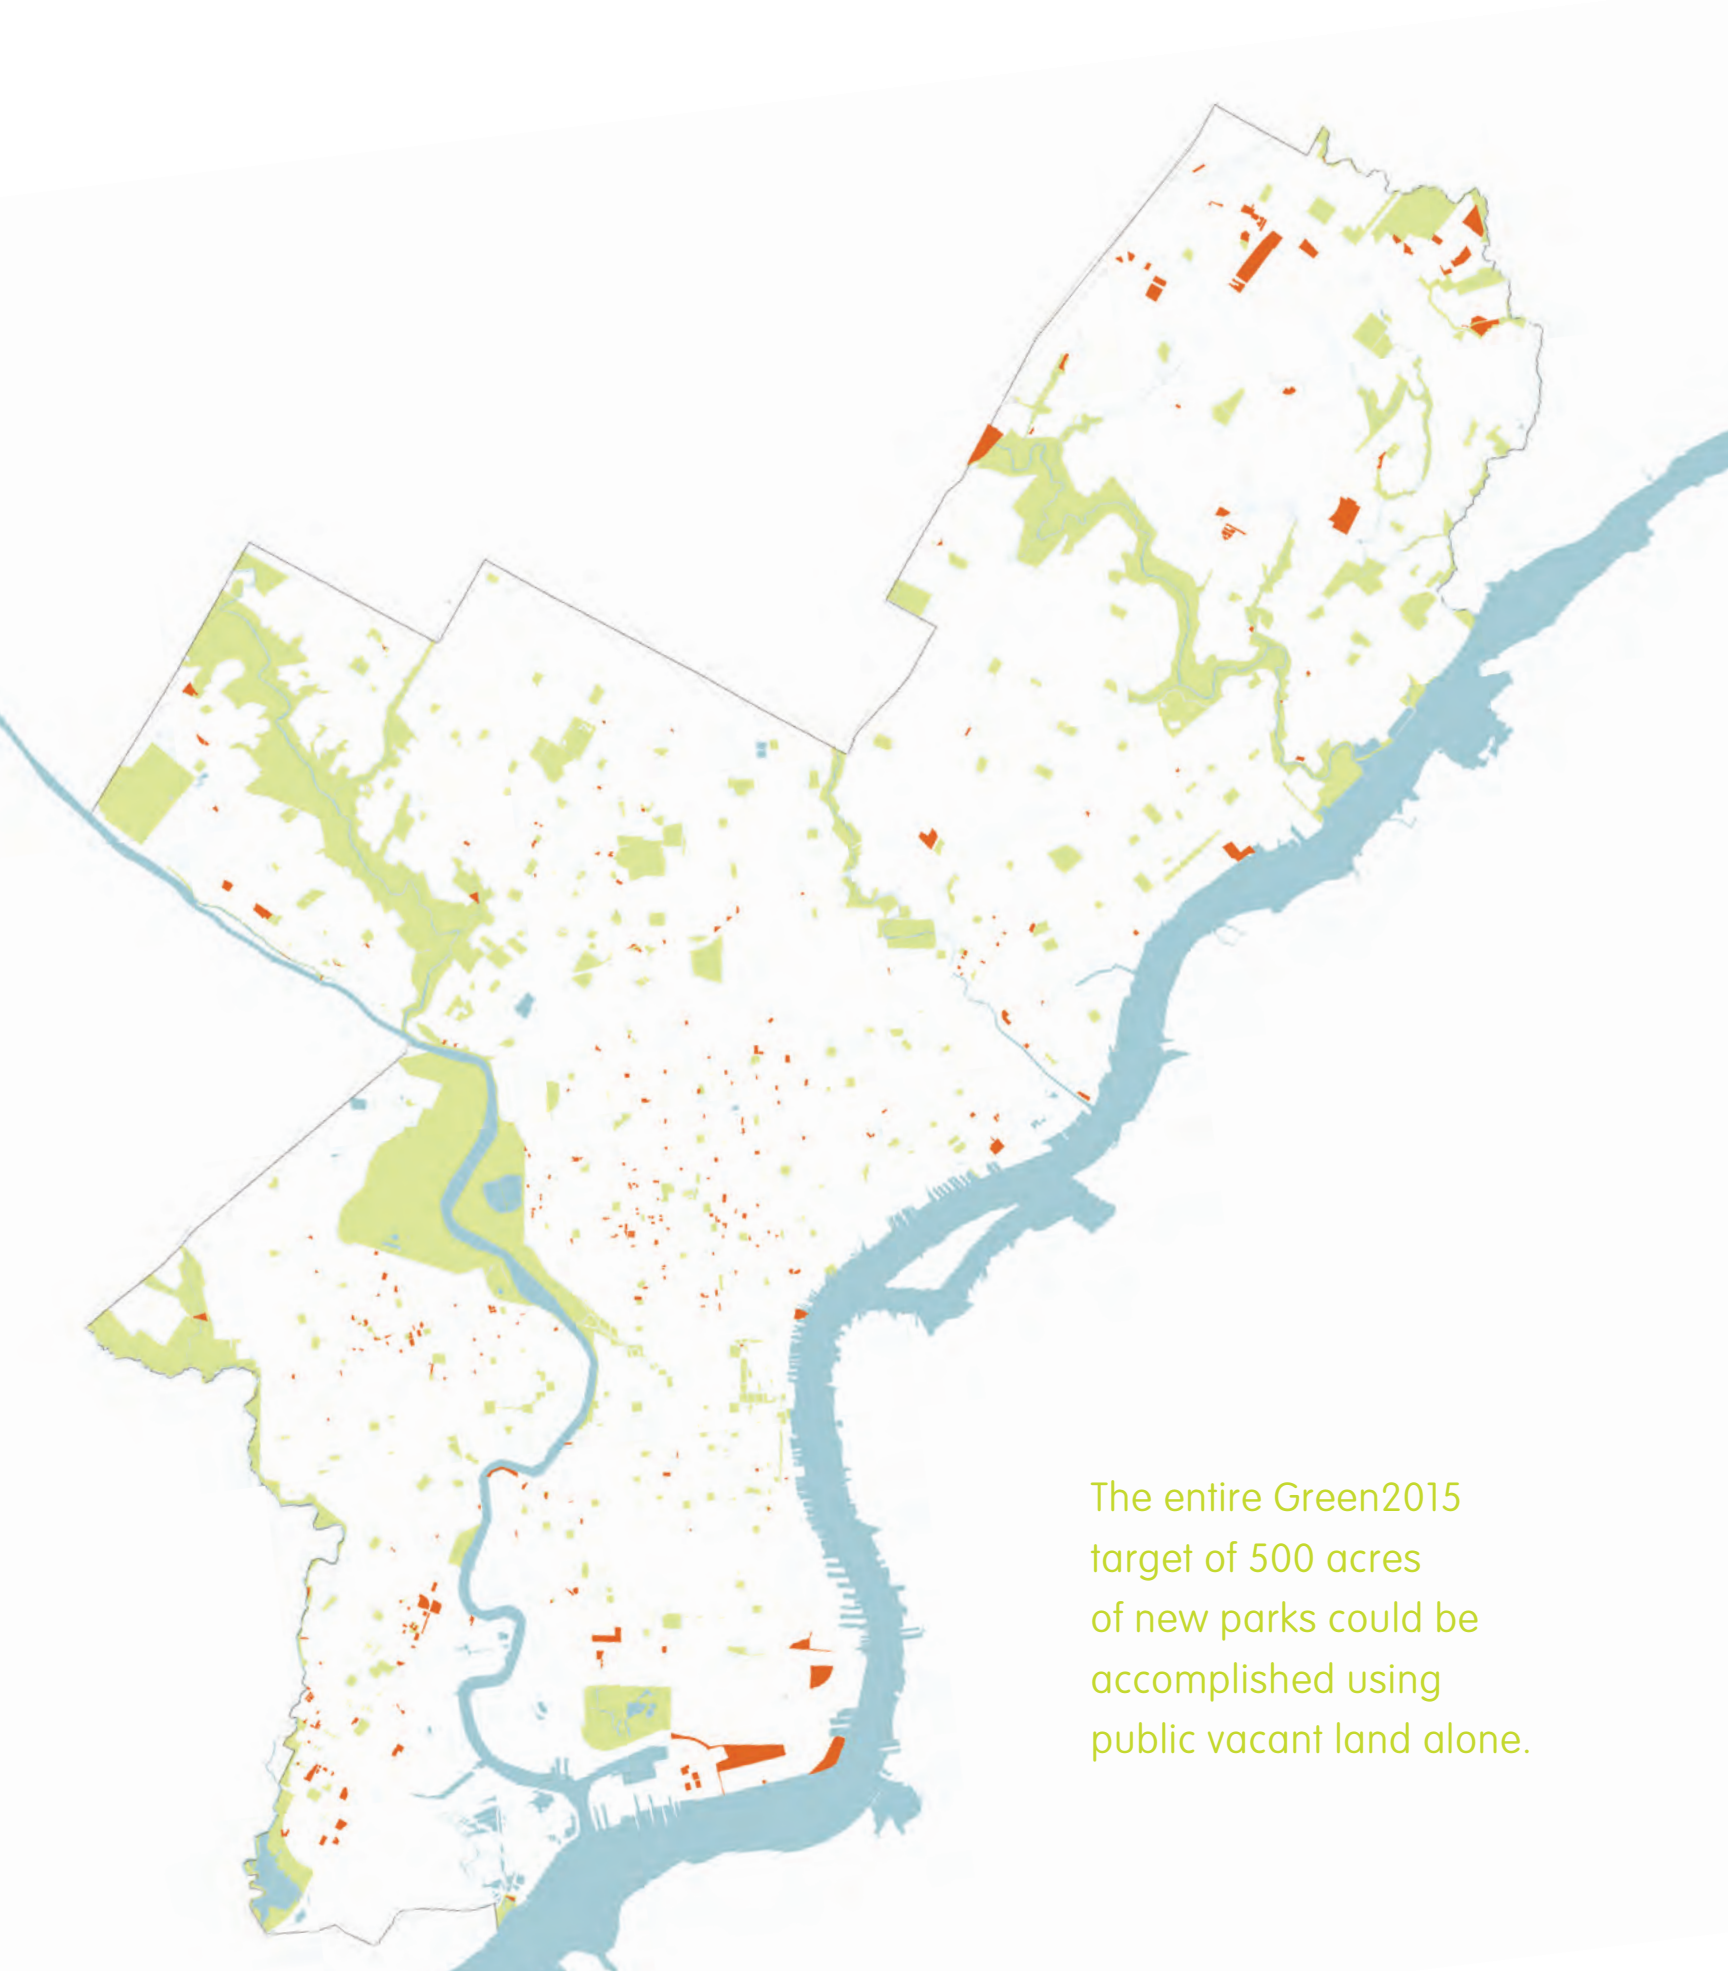 The entire Green2015
target of 500 acres
of new parks could be
accomplished using
public vacant land alone.